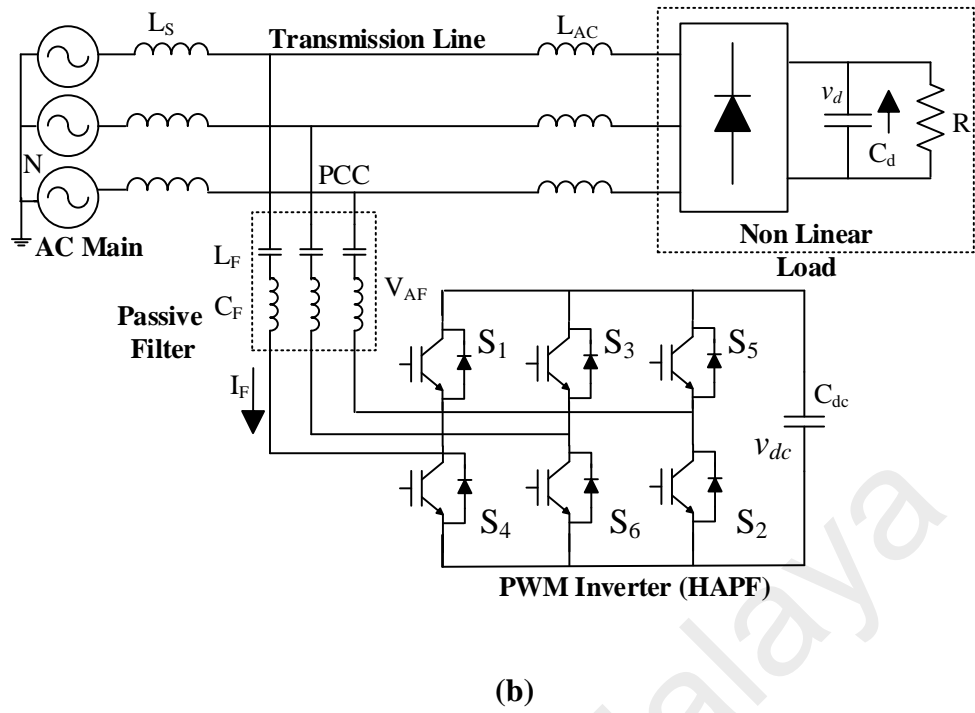 L_S
Transmission Line
L_AC
v_d
C_d
R
N
PCC
AC Main
Non Linear
Load
L_F
C_F
V_AF
Passive
Filter
I_F
S_1
S_3
S_5
C_dc
v_dc
S_4
S_6
S_2
PWM Inverter (HAPF)
(b)
alaya